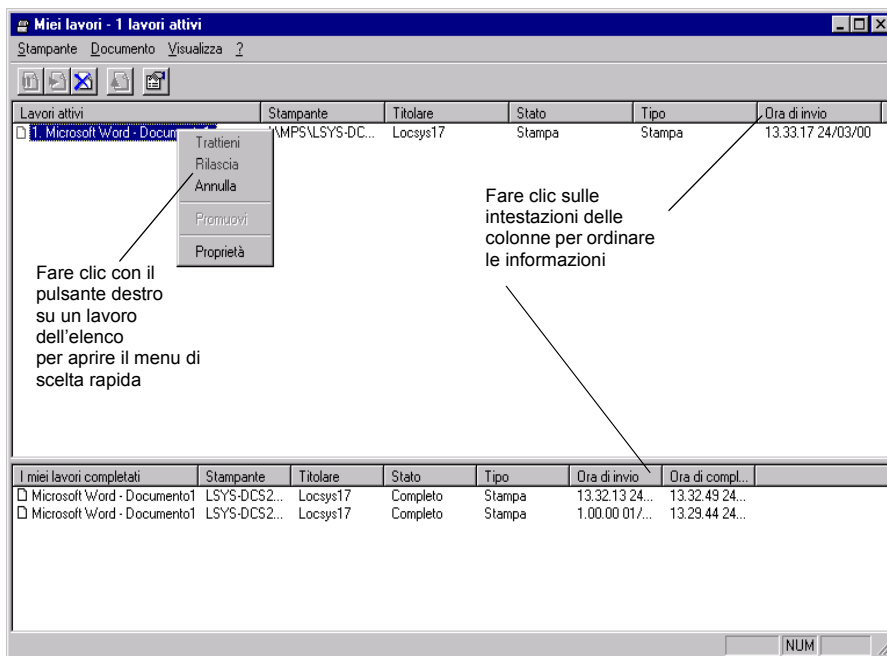 Miei lavori - 1 lavori attivi
Stampante Documento Visualizza ?
Lavori attivi Stampante Titolare Stato Tipo Ora di invio
1. Microsoft Word - Docum \MPS\LSYS-DC... Locsys17 Stampa Stampa 13.33.17 24/03/00
Trattieni
Rilascia
Annulla
Promuovi
Proprietà
Fare clic con il
pulsante destro
su un lavoro
dell'elenco
per aprire il menu di
scelta rapida
Fare clic sulle
intestazioni delle
colonne per ordinare
le informazioni
I miei lavori completati Stampante Titolare Stato Tipo Ora di invio Ora di compl...
Microsoft Word - Documento1 LSYS-DCS2... Locsys17 Completo Stampa 13.32.13 24... 13.32.49 24...
Microsoft Word - Documento1 LSYS-DCS2... Locsys17 Completo Stampa 1.00.00 01/... 13.29.44 24...
NUM